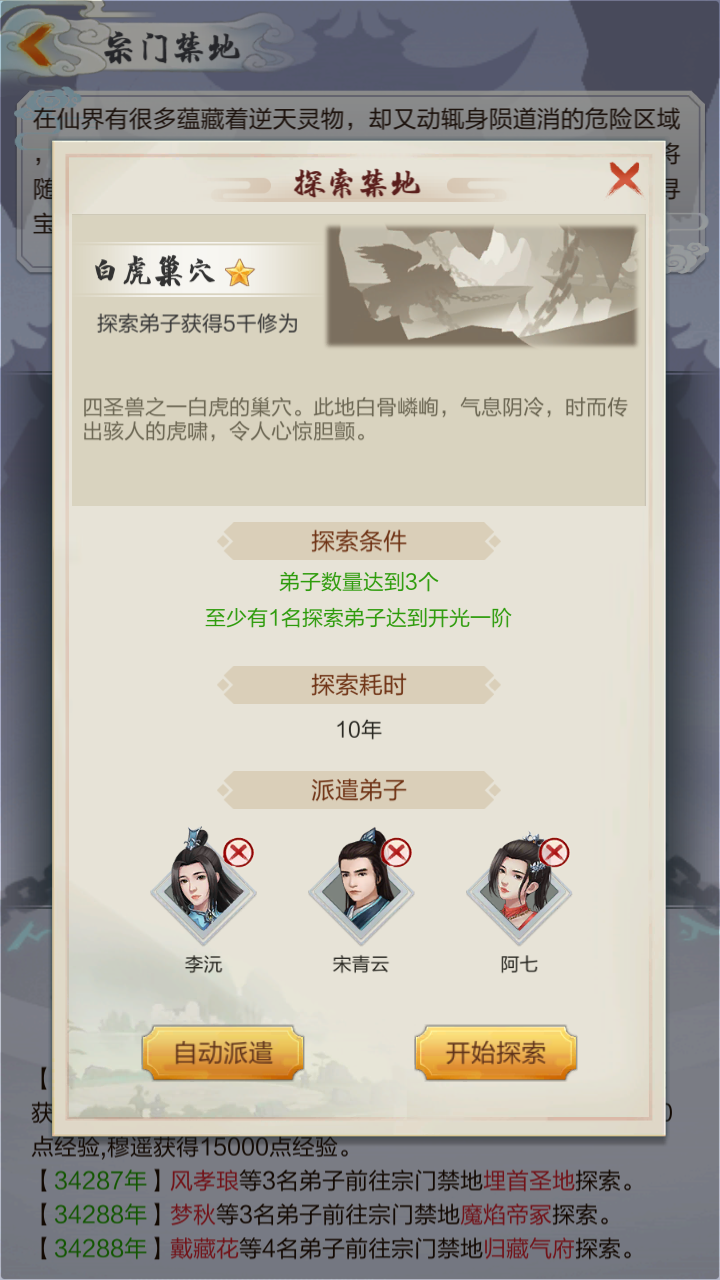 宗门禁地
在仙界有很多蕴藏着逆天灵物，却又动辄身陨道消的危险区域
，
将
随
寻
宝
探索禁地
白虎巢穴
探索弟子获得5千修为
四圣兽之一白虎的巢穴。此地白骨嶙峋，气息阴冷，时而传
出骇人的虎啸，令人心惊胆颤。
探索条件
弟子数量达到3个
至少有1名探索弟子达到开光一阶
探索耗时
10年
派遣弟子
李沅 宋青云 阿七
自动派遣 开始探索
【
获
0
点经验,穆遥获得15000点经验。
【34287年】风孝琅等3名弟子前往宗门禁地埋首圣地探索。
【34288年】梦秋等3名弟子前往宗门禁地魔焰帝冢探索。
【34288年】戴藏花等4名弟子前往宗门禁地归藏气府探索。